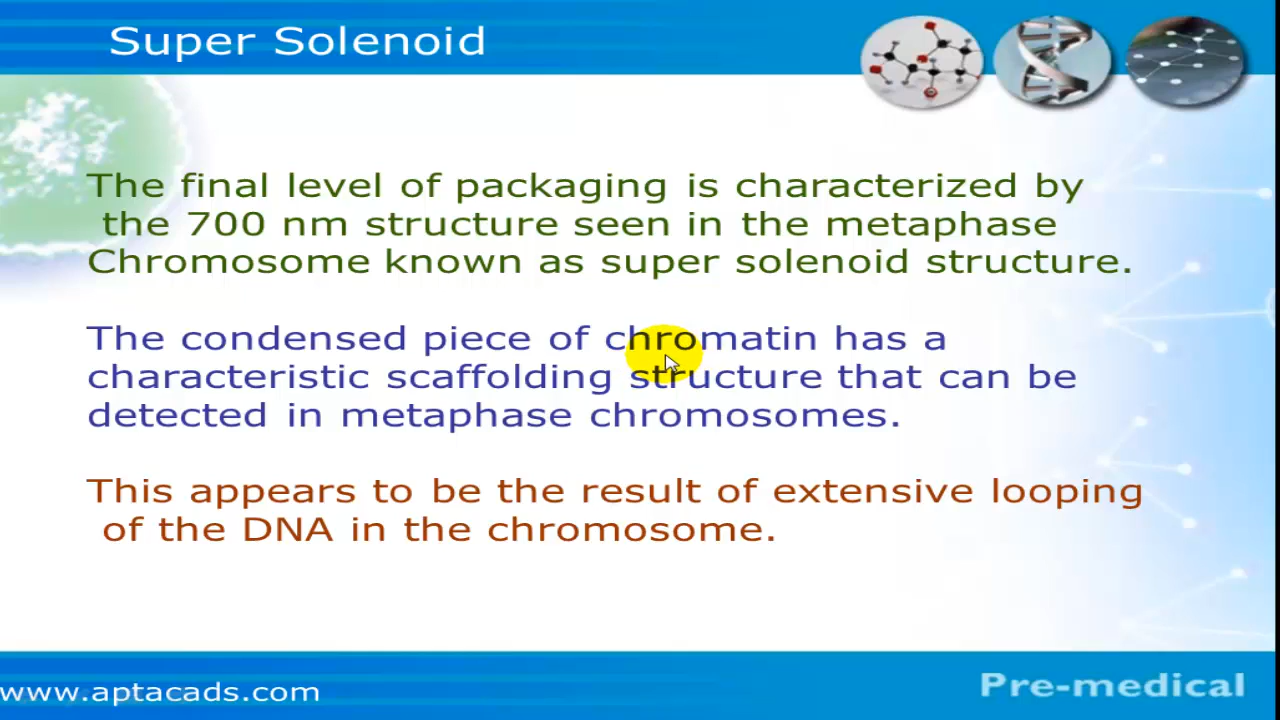 Super Solenoid
The final level of packaging is characterized by
the 700 nm structure seen in the metaphase
Chromosome known as super solenoid structure.
The condensed piece of chromatin has a
characteristic scaffolding structure that can be
detected in metaphase chromosomes.
This appears to be the result of extensive looping
of the DNA in the chromosome.
www.aptacads.com
Pre-medical